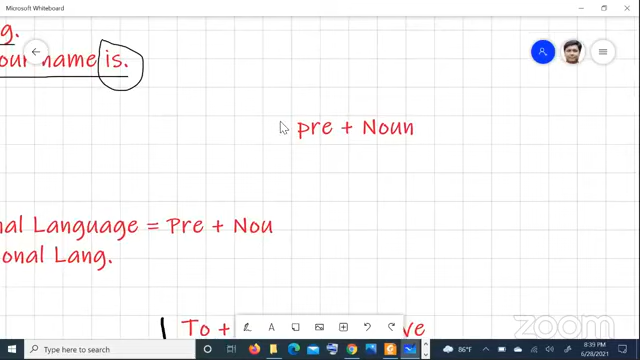 Microsoft Whiteboard
g.
our name is.
pre + Noun
nal Language = Pre + Nou
onal Lang.
To + ve
zoom
Type here to search
86°F
8:39 PM
6/28/2021